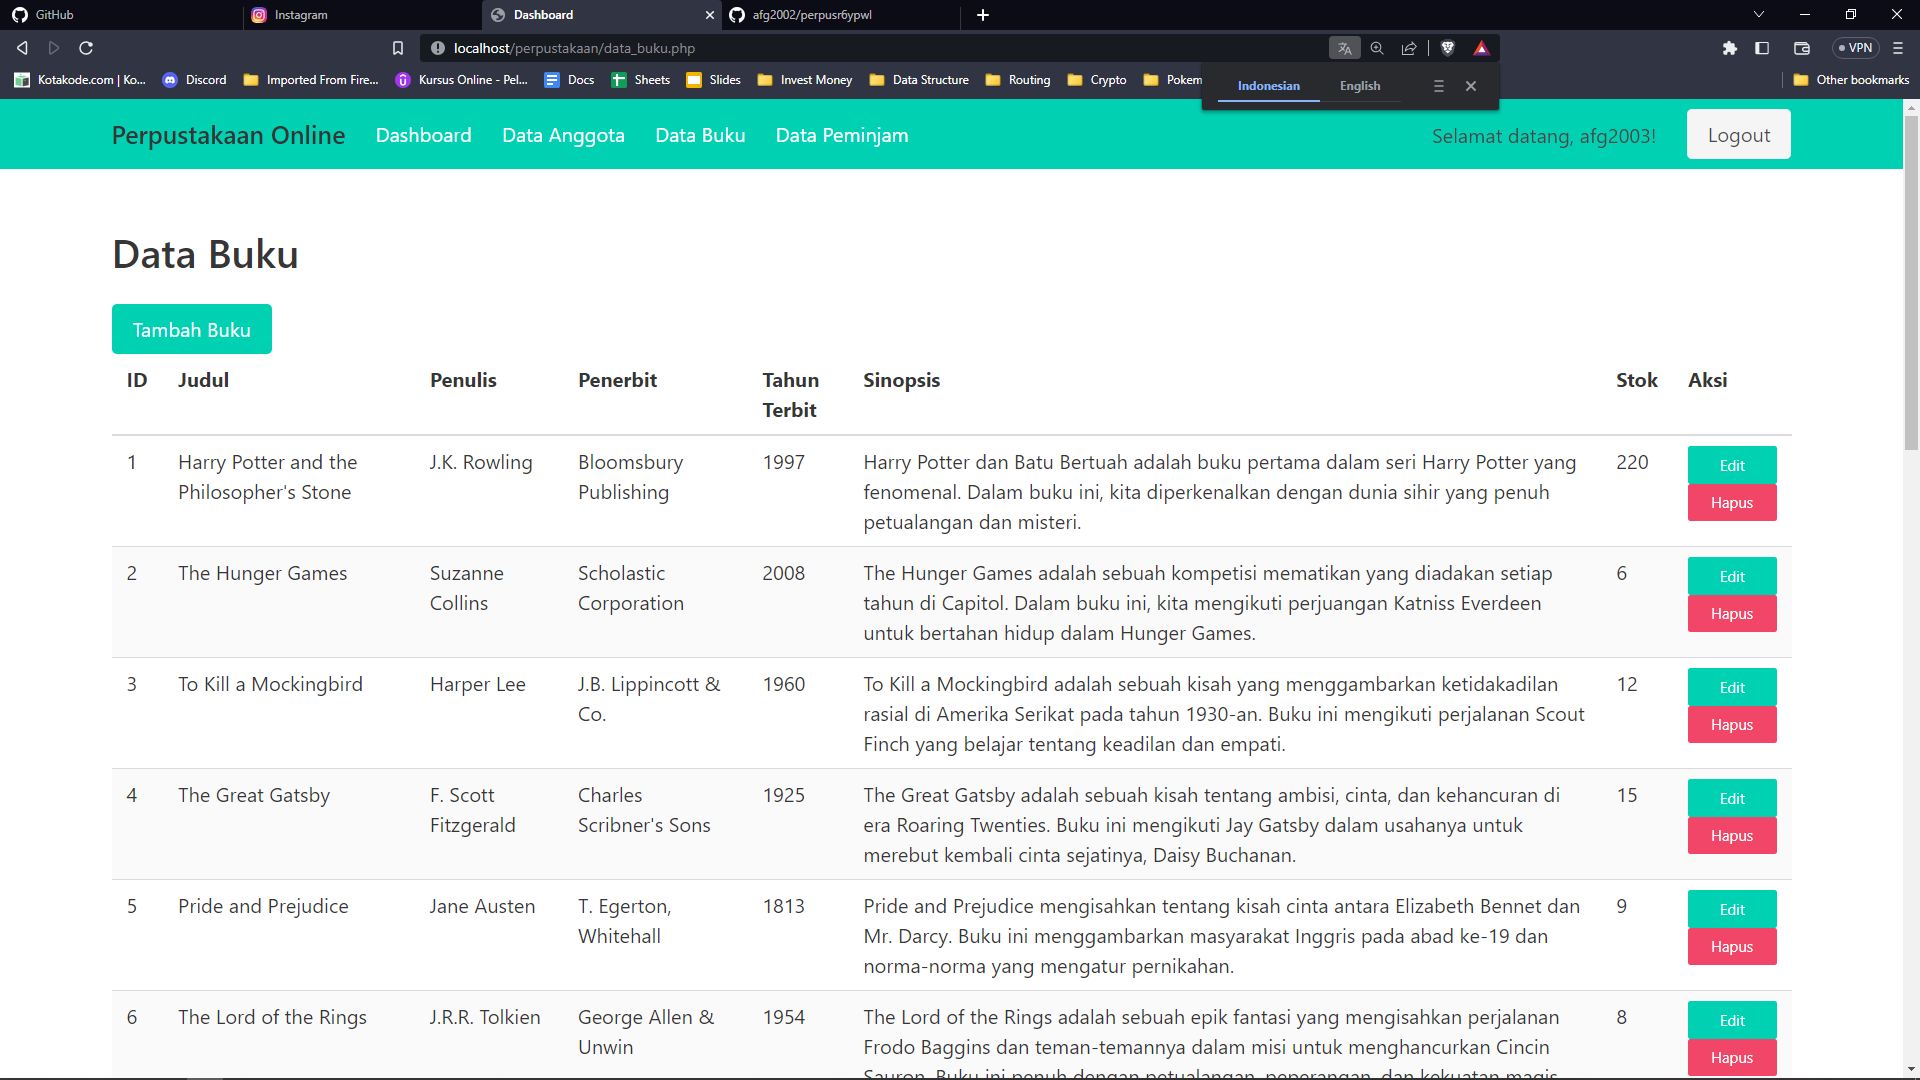 GitHub
Instagram
Dashboard
afg2002/perpusr6ypwl
localhost/perpustakaan/data_buku.php
VPN
Kotakode.com | Ko...
Discord
Imported From Fire...
Kursus Online - Pel...
Docs
Sheets
Slides
Invest Money
Data Structure
Routing
Crypto
Pokem
Other bookmarks
Indonesian
English
Perpustakaan Online
Dashboard
Data Anggota
Data Buku
Data Peminjam
Selamat datang, afg2003!
Logout
Data Buku
Tambah Buku
ID
Judul
Penulis
Penerbit
Tahun
Terbit
Sinopsis
Stok
Aksi
1
Harry Potter and the
Philosopher's Stone
J.K. Rowling
Bloomsbury
Publishing
1997
Harry Potter dan Batu Bertuah adalah buku pertama dalam seri Harry Potter yang
fenomenal. Dalam buku ini, kita diperkenalkan dengan dunia sihir yang penuh
petualangan dan misteri.
220
Edit
Hapus
2
The Hunger Games
Suzanne
Collins
Scholastic
Corporation
2008
The Hunger Games adalah sebuah kompetisi mematikan yang diadakan setiap
tahun di Capitol. Dalam buku ini, kita mengikuti perjuangan Katniss Everdeen
untuk bertahan hidup dalam Hunger Games.
6
Edit
Hapus
3
To Kill a Mockingbird
Harper Lee
J.B. Lippincott &
Co.
1960
To Kill a Mockingbird adalah sebuah kisah yang menggambarkan ketidakadilan
rasial di Amerika Serikat pada tahun 1930-an. Buku ini mengikuti perjalanan Scout
Finch yang belajar tentang keadilan dan empati.
12
Edit
Hapus
4
The Great Gatsby
F. Scott
Fitzgerald
Charles
Scribner's Sons
1925
The Great Gatsby adalah sebuah kisah tentang ambisi, cinta, dan kehancuran di
era Roaring Twenties. Buku ini mengikuti Jay Gatsby dalam usahanya untuk
merebut kembali cinta sejatinya, Daisy Buchanan.
15
Edit
Hapus
5
Pride and Prejudice
Jane Austen
T. Egerton,
Whitehall
1813
Pride and Prejudice mengisahkan tentang kisah cinta antara Elizabeth Bennet dan
Mr. Darcy. Buku ini menggambarkan masyarakat Inggris pada abad ke-19 dan
norma-norma yang mengatur pernikahan.
9
Edit
Hapus
6
The Lord of the Rings
J.R.R. Tolkien
George Allen &
Unwin
1954
The Lord of the Rings adalah sebuah epik fantasi yang mengisahkan perjalanan
Frodo Baggins dan teman-temannya dalam misi untuk menghancurkan Cincin
Sauron. Buku ini penuh dengan petualangan, peperangan, dan kekuatan magis
8
Edit
Hapus